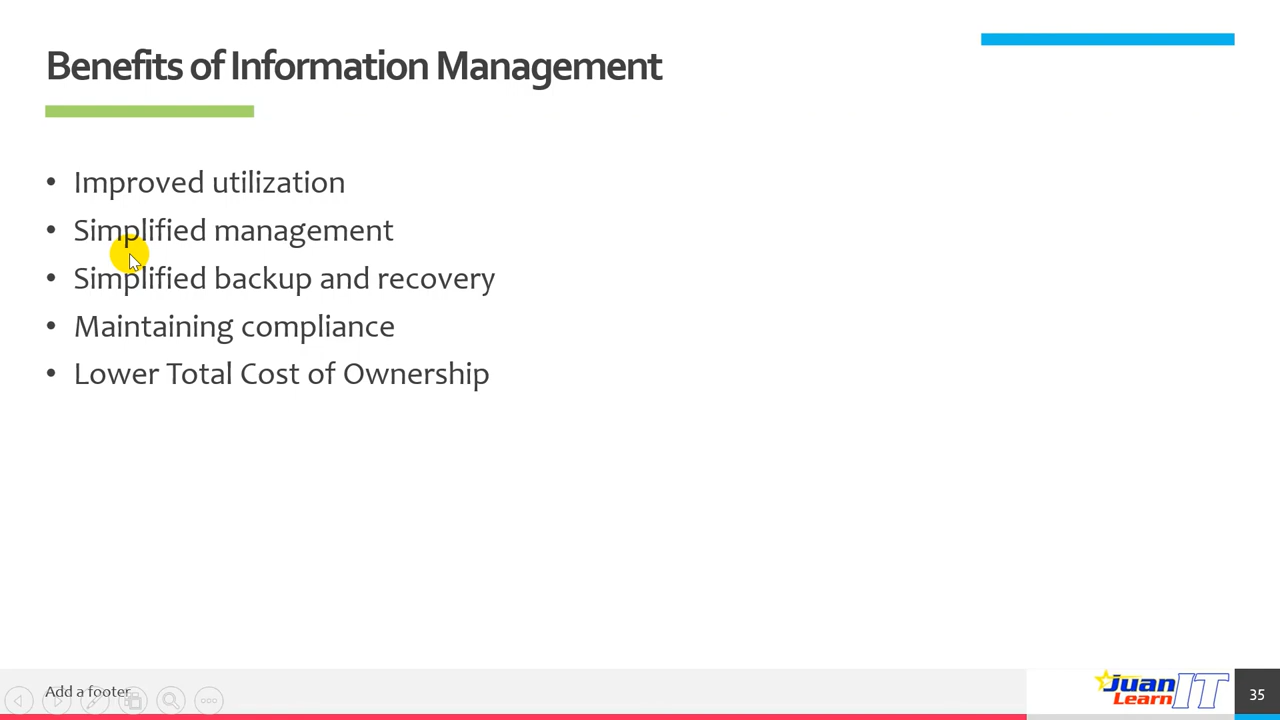 Benefits of Information Management
• Improved utilization
• Simplified management
• Simplified backup and recovery
• Maintaining compliance
• Lower Total Cost of Ownership
Add a footer
Juan
Learn IT
35